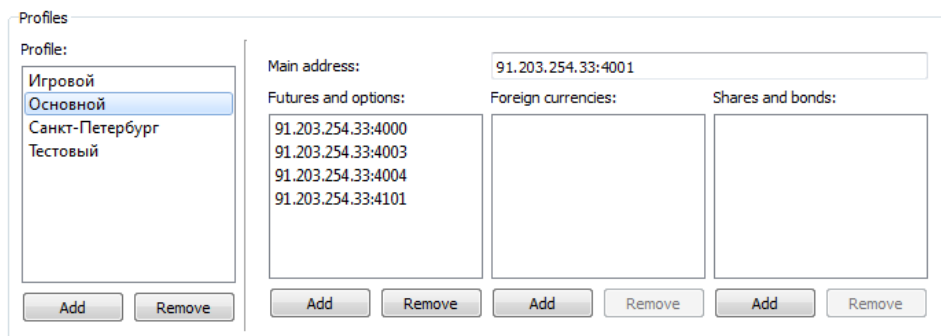 Profiles
Profile:
Игровой
Основной
Санкт-Петербург
Тестовый
Add Remove
Main address: 91.203.254.33:4001
Futures and options: Foreign currencies: Shares and bonds:
91.203.254.33:4000
91.203.254.33:4003
91.203.254.33:4004
91.203.254.33:4101
Add Remove Add Remove Add Remove